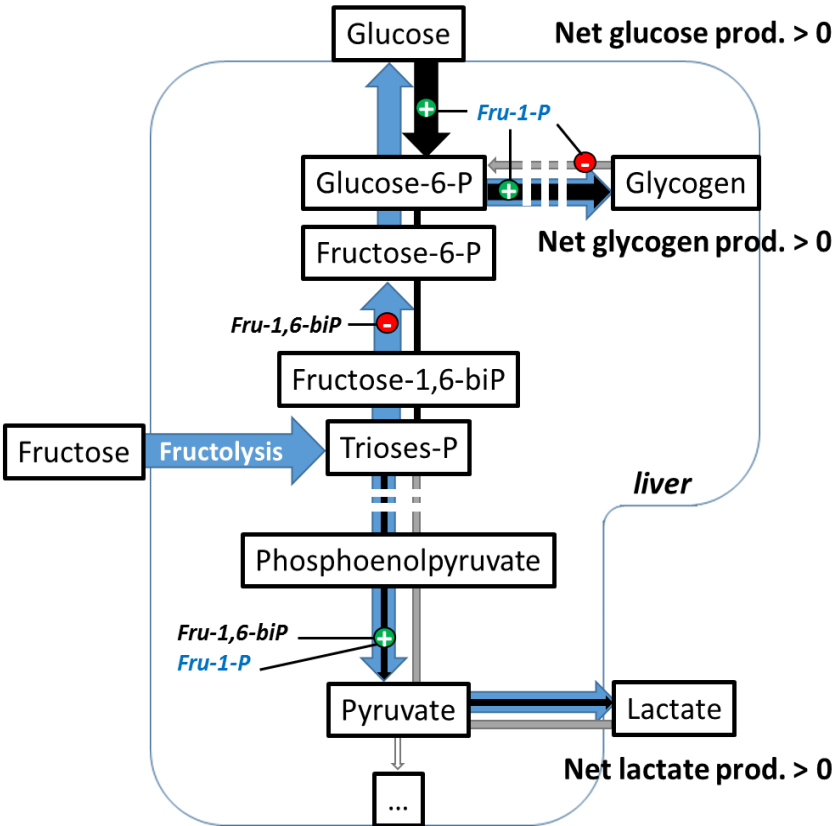 Glucose
Net glucose prod. > 0
+
Fru-1-P
-
Glucose-6-P
+
Glycogen
Net glycogen prod. > 0
Fructose-6-P
Fru-1,6-biP
-
Fructose-1,6-biP
Fructose
Fructolysis
Trioses-P
liver
Phosphoenolpyruvate
Fru-1,6-biP
+
Fru-1-P
Pyruvate
Lactate
Net lactate prod. > 0
...